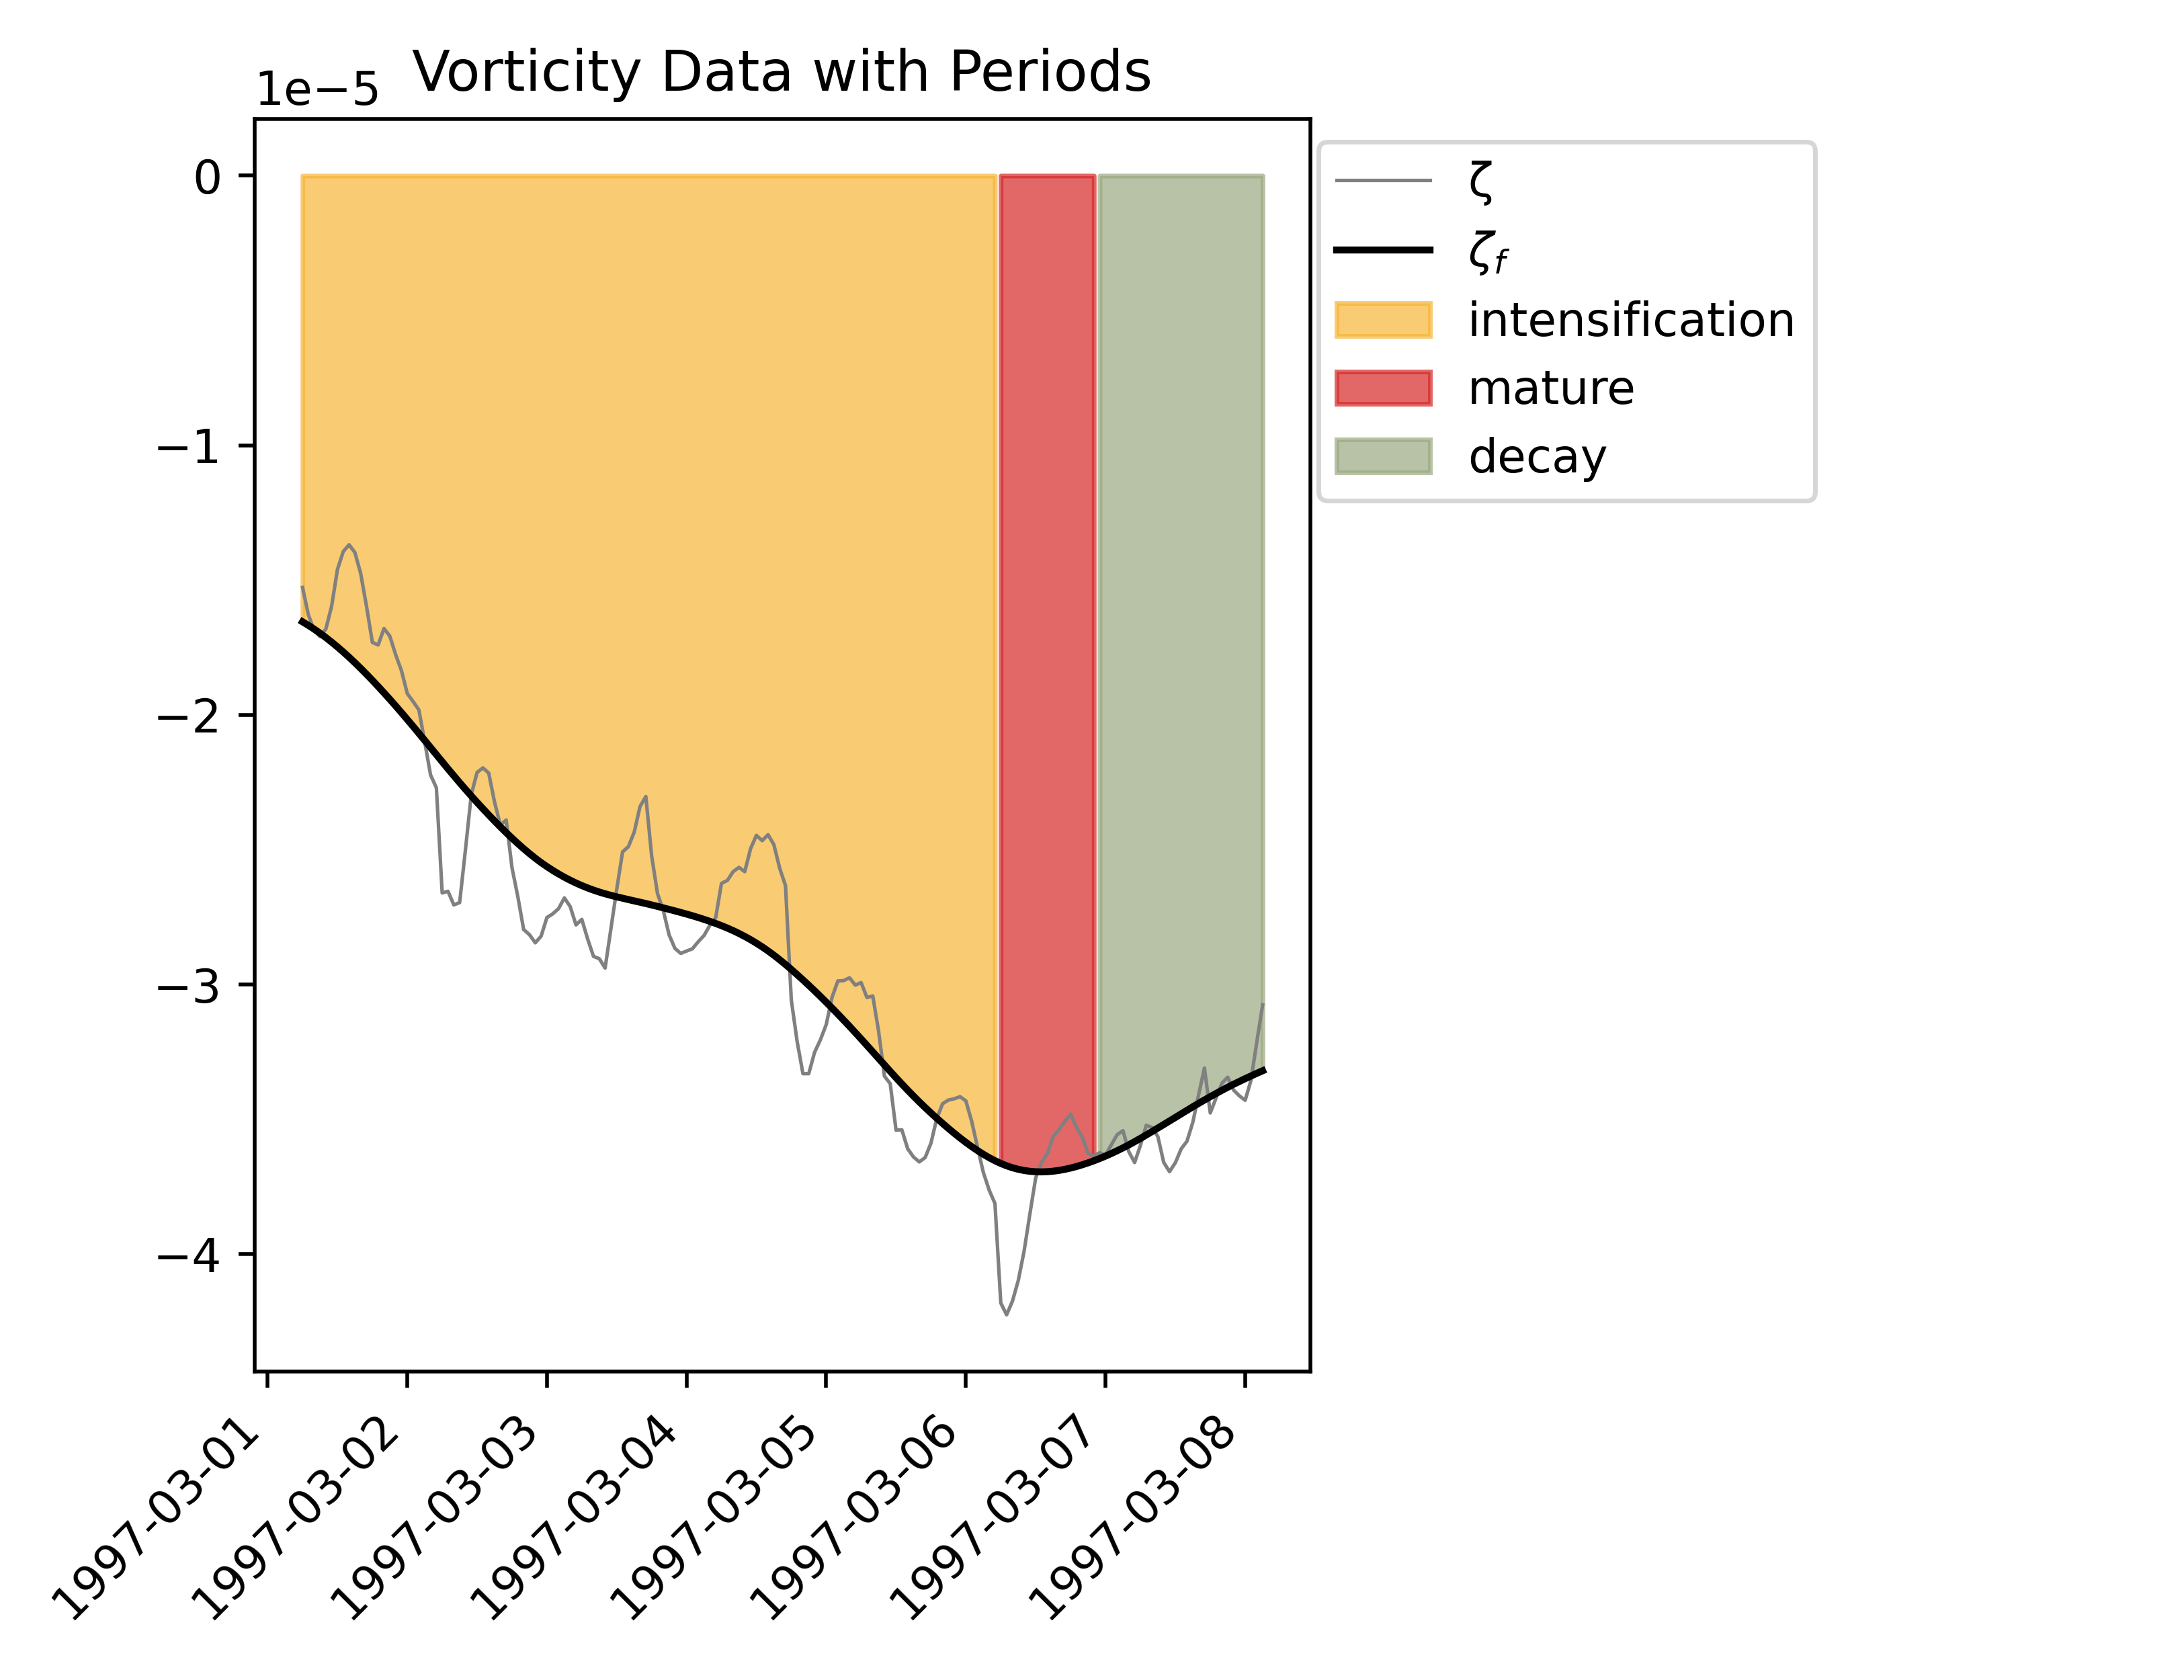 Vorticity Data with Periods
1e−5
0
−1
−2
−3
−4
1997-03-01
1997-03-02
1997-03-03
1997-03-04
1997-03-05
1997-03-06
1997-03-07
1997-03-08
ζ
ζf
intensification
mature
decay